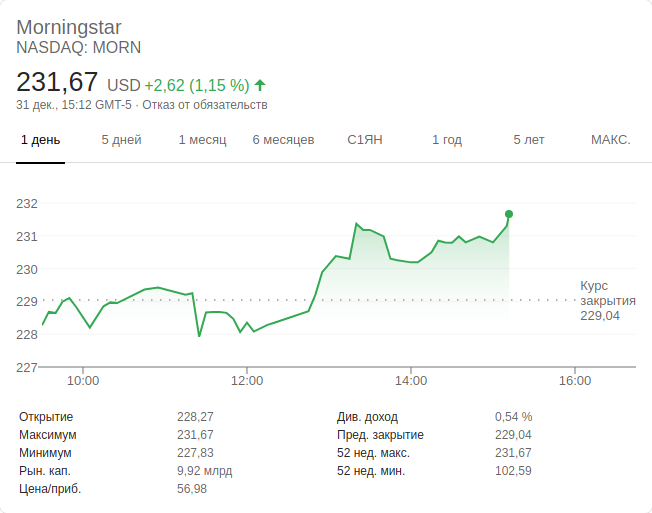 Morningstar
NASDAQ: MORN
231,67 USD +2,62 (1,15 %)
31 дек., 15:12 GMT-5 · Отказ от обязательств
1 день 5 дней 1 месяц 6 месяцев С1ЯН 1 год 5 лет МАКС.
232
231
230
229
228
227
Курс
закрытия
229,04
10:00 12:00 14:00 16:00
Открытие 228,27 Див. доход 0,54 %
Максимум 231,67 Пред. закрытие 229,04
Минимум 227,83 52 нед. макс. 231,67
Рын. кап. 9,92 млрд 52 нед. мин. 102,59
Цена/приб. 56,98